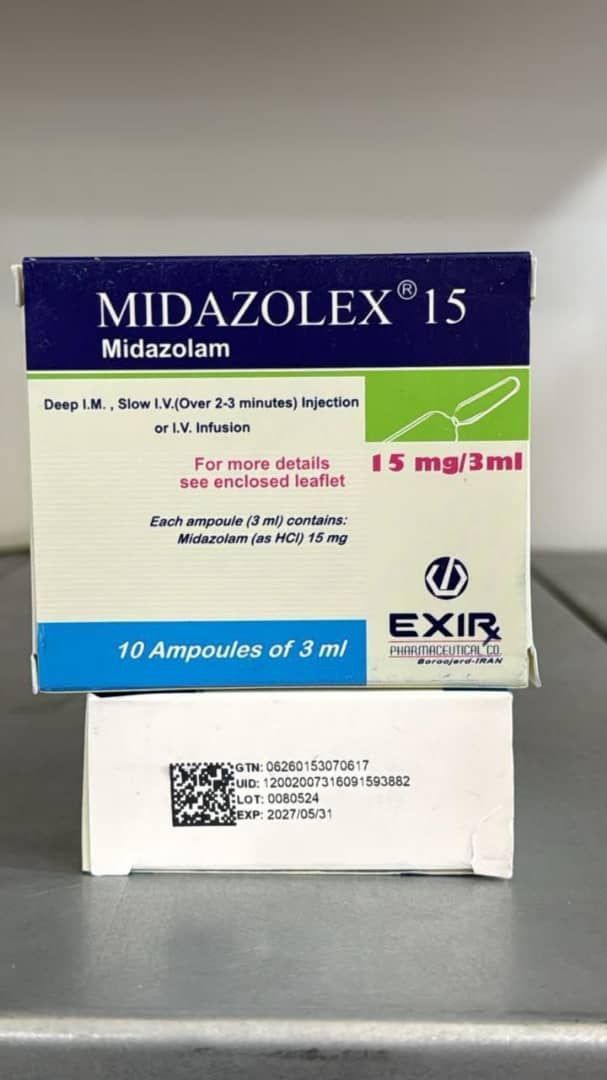 MIDAZOLEX® 15
Midazolam
Deep I.M. , Slow I.V.(Over 2-3 minutes) Injection
or I.V. Infusion
For more details
see enclosed leaflet
15 mg/3ml
Each ampoule (3 ml) contains:
Midazolam (as HCl) 15 mg
EXIR
PHARMACEUTICAL CO.
Boroojerd-IRAN
10 Ampoules of 3 ml
GTN: 06260153070617
UID: 12002007316091593882
LOT: 0080524
EXP: 2027/05/31